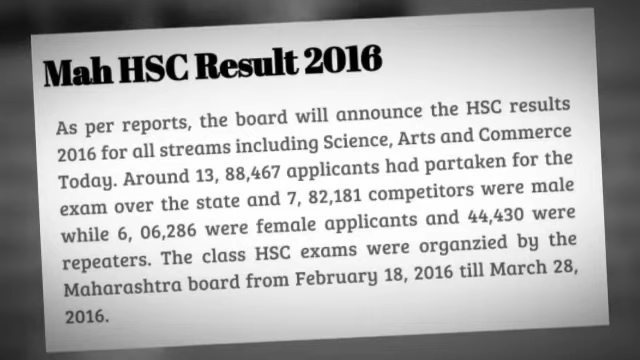 Mah HSC Result 2016
As per reports, the board will announce the HSC results
2016 for all streams including Science, Arts and Commerce
Today. Around 13, 88,467 applicants had partaken for the
exam over the state and 7, 82,181 competitors were male
while 6, 06,286 were female applicants and 44,430 were
repeaters. The class HSC exams were organzied by the
Maharashtra board from February 18, 2016 till March 28,
2016.